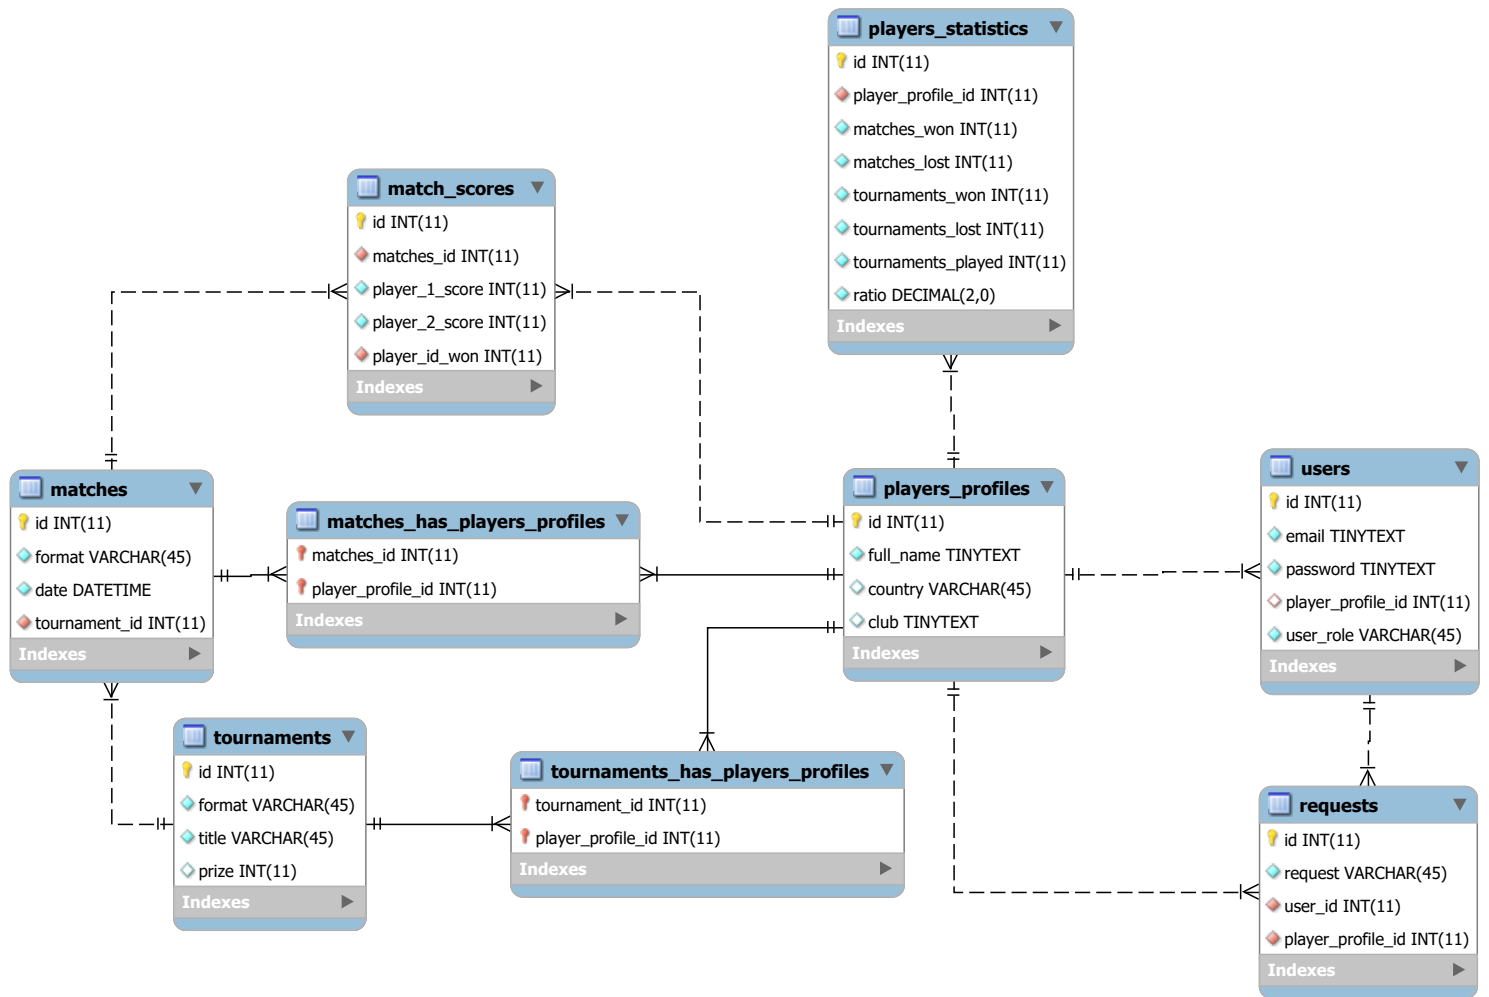 players_statistics
id INT(11)
player_profile_id INT(11)
matches_won INT(11)
matches_lost INT(11)
tournaments_won INT(11)
tournaments_lost INT(11)
tournaments_played INT(11)
ratio DECIMAL(2,0)
Indexes
match_scores
id INT(11)
matches_id INT(11)
player_1_score INT(11)
player_2_score INT(11)
player_id_won INT(11)
Indexes
matches
id INT(11)
format VARCHAR(45)
date DATETIME
tournament_id INT(11)
Indexes
matches_has_players_profiles
matches_id INT(11)
player_profile_id INT(11)
Indexes
players_profiles
id INT(11)
full_name TINYTEXT
country VARCHAR(45)
club TINYTEXT
Indexes
users
id INT(11)
email TINYTEXT
password TINYTEXT
player_profile_id INT(11)
user_role VARCHAR(45)
Indexes
tournaments
id INT(11)
format VARCHAR(45)
title VARCHAR(45)
prize INT(11)
Indexes
tournaments_has_players_profiles
tournament_id INT(11)
player_profile_id INT(11)
Indexes
requests
id INT(11)
request VARCHAR(45)
user_id INT(11)
player_profile_id INT(11)
Indexes